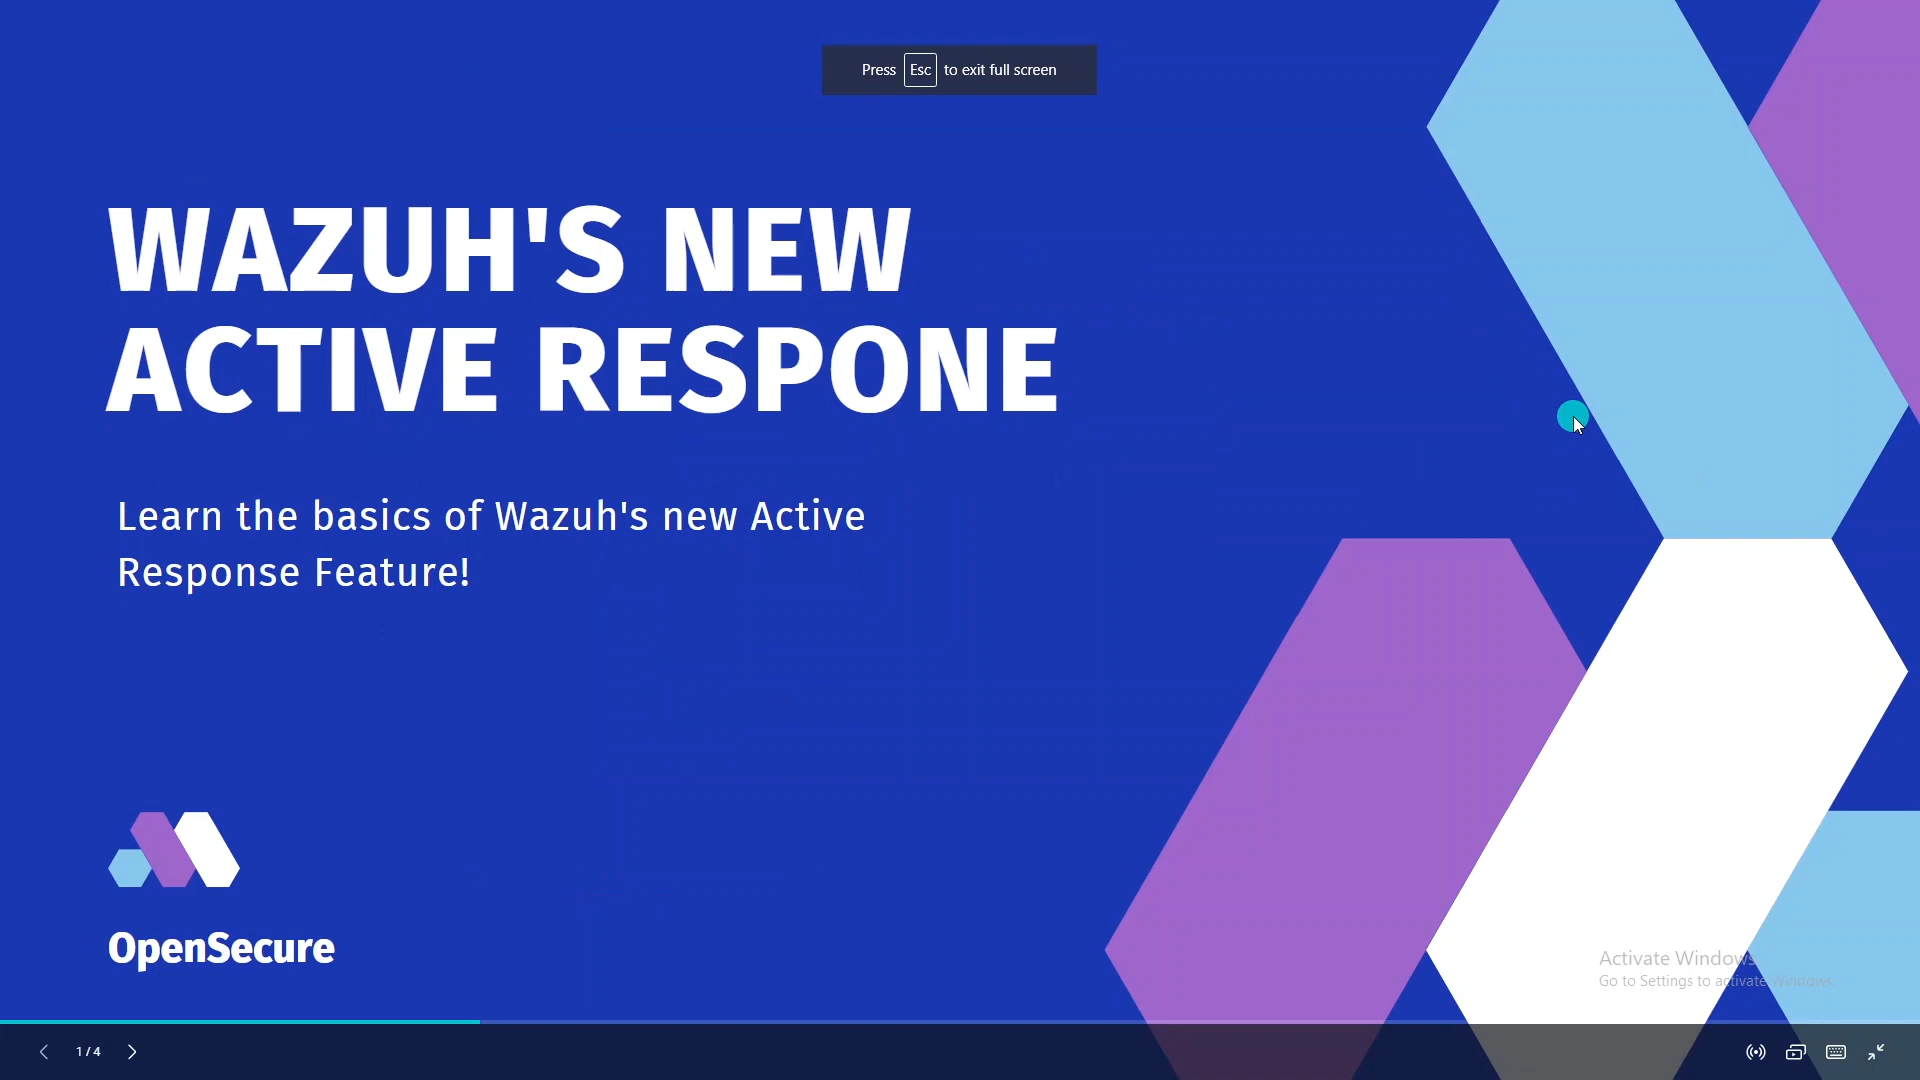 Press Esc to exit full screen
WAZUH'S NEW
ACTIVE RESPONE
Learn the basics of Wazuh's new Active
Response Feature!
OpenSecure
Activate Windows
Go to Settings to activate Windows.
1 / 4